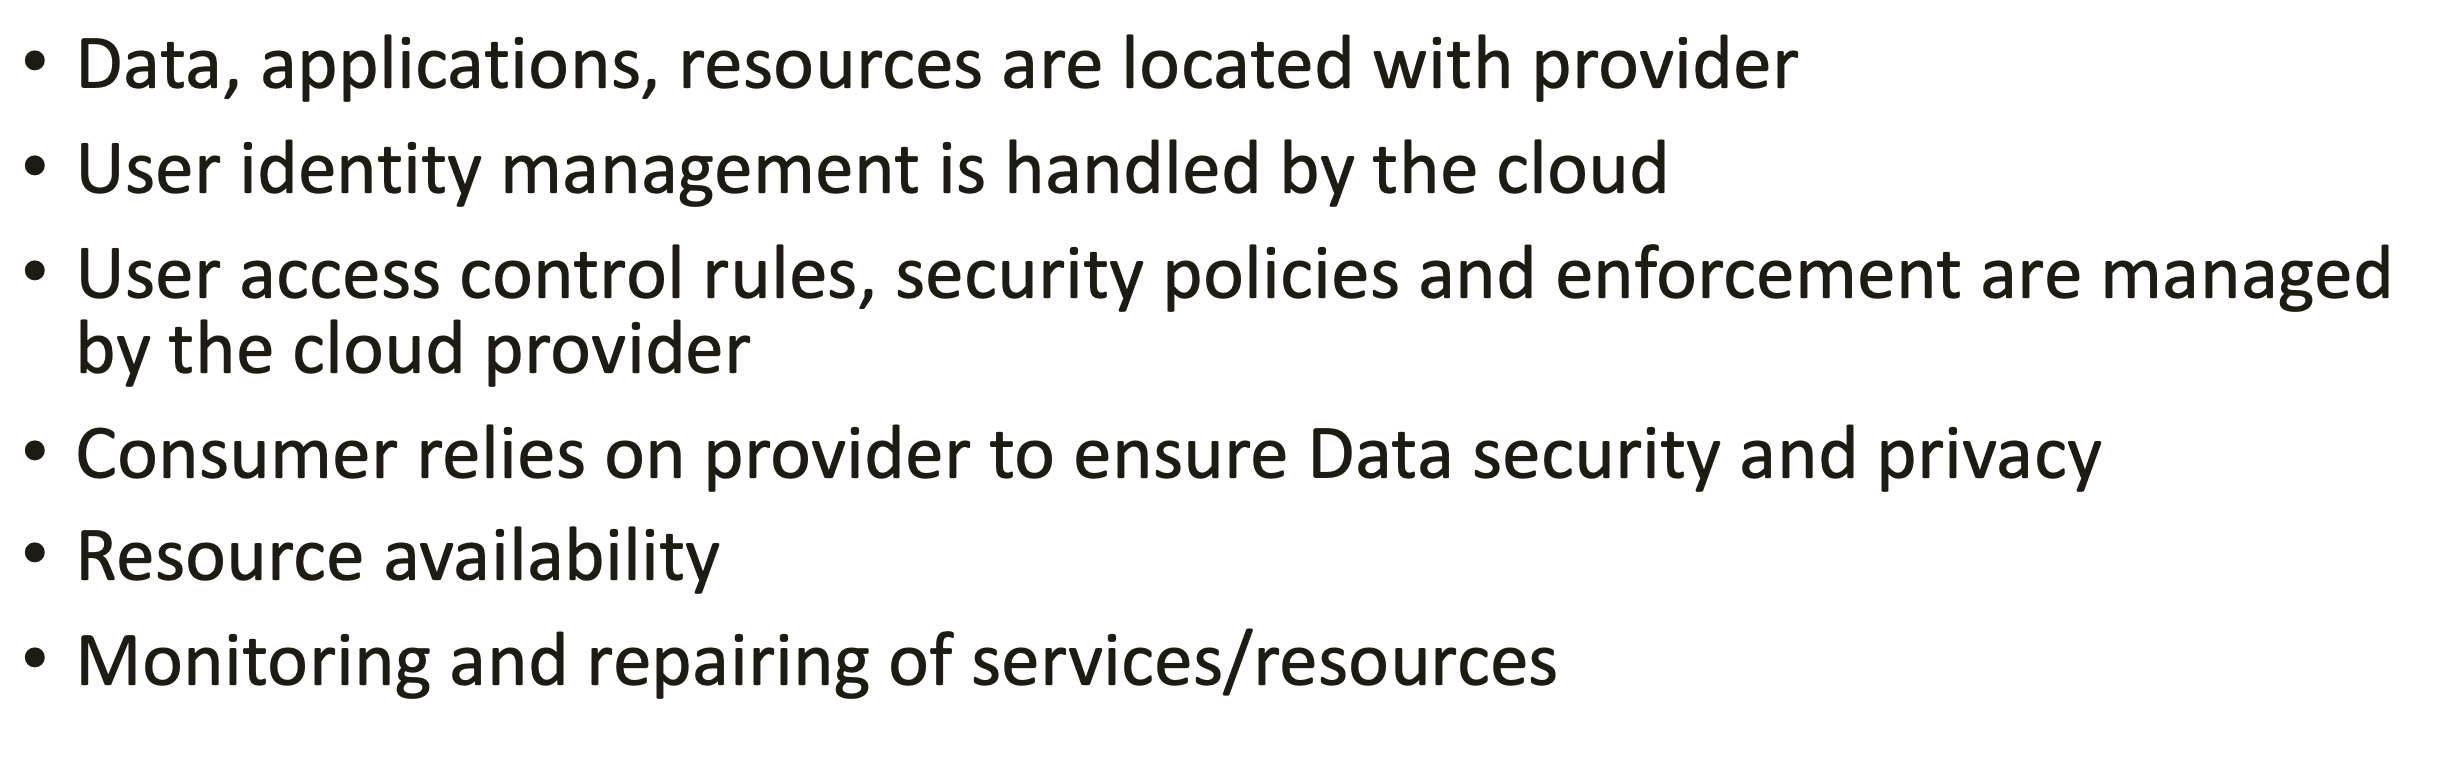 • Data, applications, resources are located with provider
• User identity management is handled by the cloud
• User access control rules, security policies and enforcement are managed
by the cloud provider
• Consumer relies on provider to ensure Data security and privacy
• Resource availability
• Monitoring and repairing of services/resources